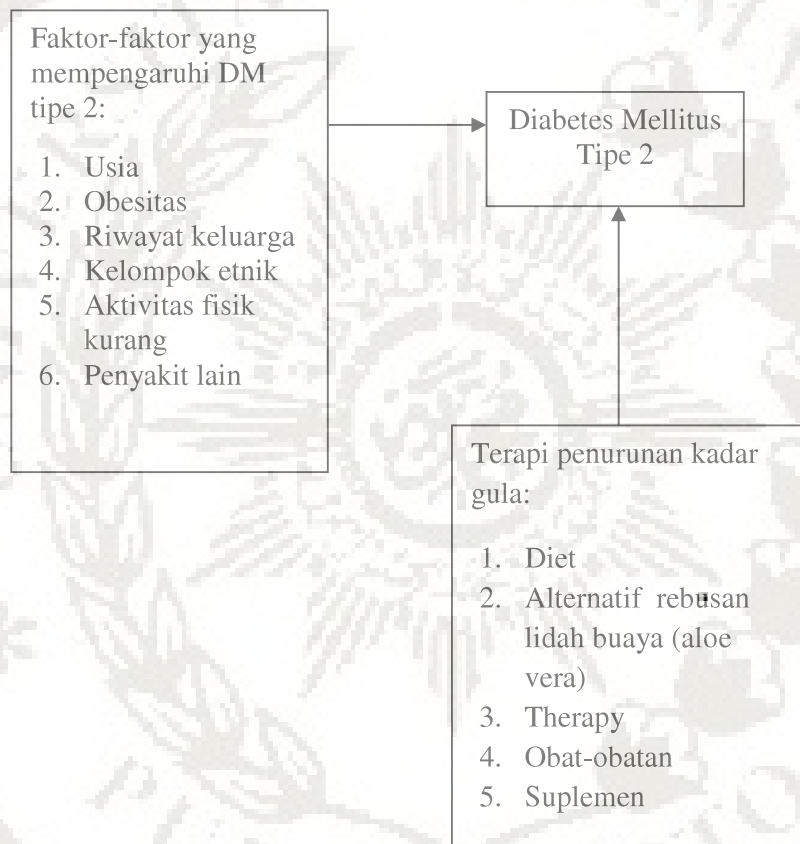 Faktor-faktor yang
mempengaruhi DM
tipe 2:
1. Usia
2. Obesitas
3. Riwayat keluarga
4. Kelompok etnik
5. Aktivitas fisik
kurang
6. Penyakit lain
Diabetes Mellitus
Tipe 2
Terapi penurunan kadar
gula:
1. Diet
2. Alternatif rebusan
lidah buaya (aloe
vera)
3. Therapy
4. Obat-obatan
5. Suplemen